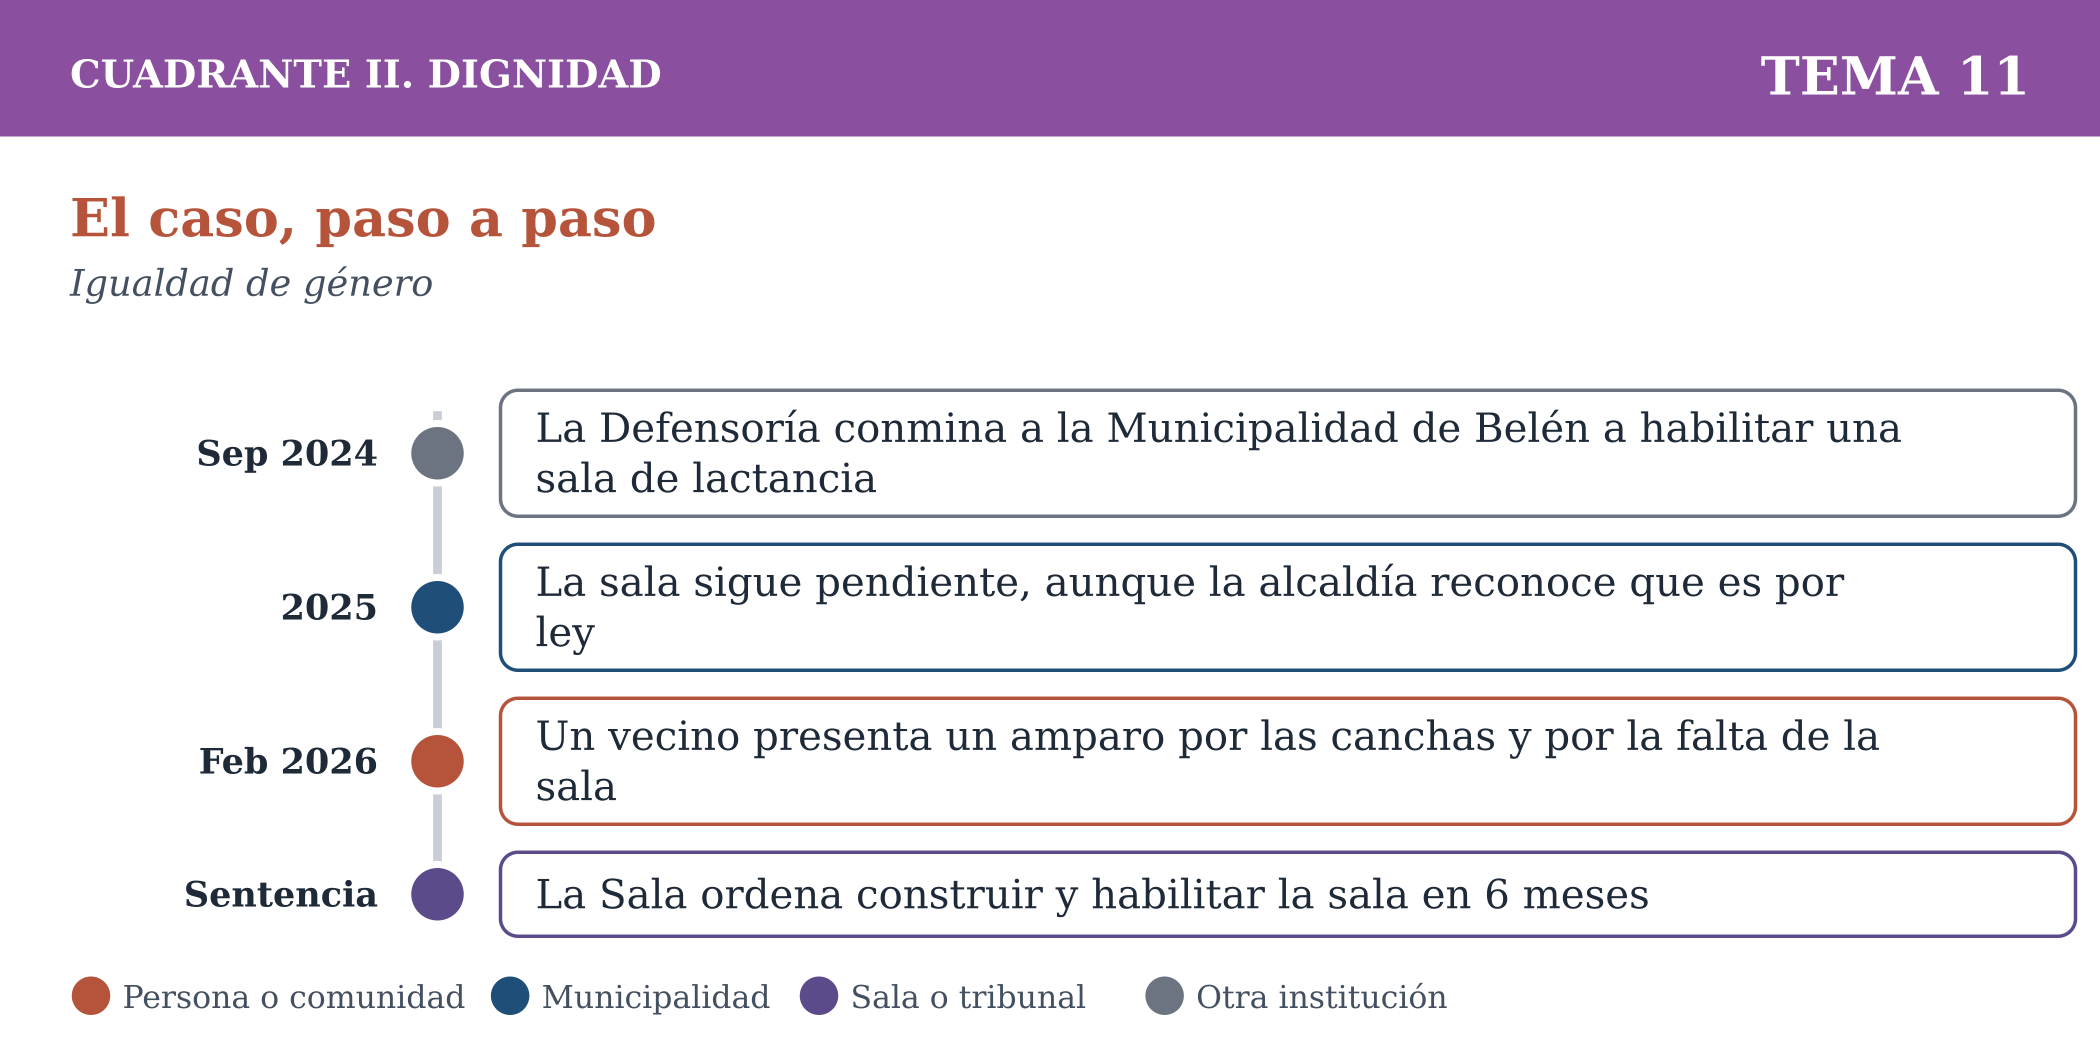 CUADRANTE II. DIGNIDAD
TEMA 11
El caso, paso a paso
Igualdad de género
Sep 2024
La Defensoría conmina a la Municipalidad de Belén a habilitar una
sala de lactancia
2025
La sala sigue pendiente, aunque la alcaldía reconoce que es por
ley
Feb 2026
Un vecino presenta un amparo por las canchas y por la falta de la
sala
Sentencia
La Sala ordena construir y habilitar la sala en 6 meses
Persona o comunidad
Municipalidad
Sala o tribunal
Otra institución